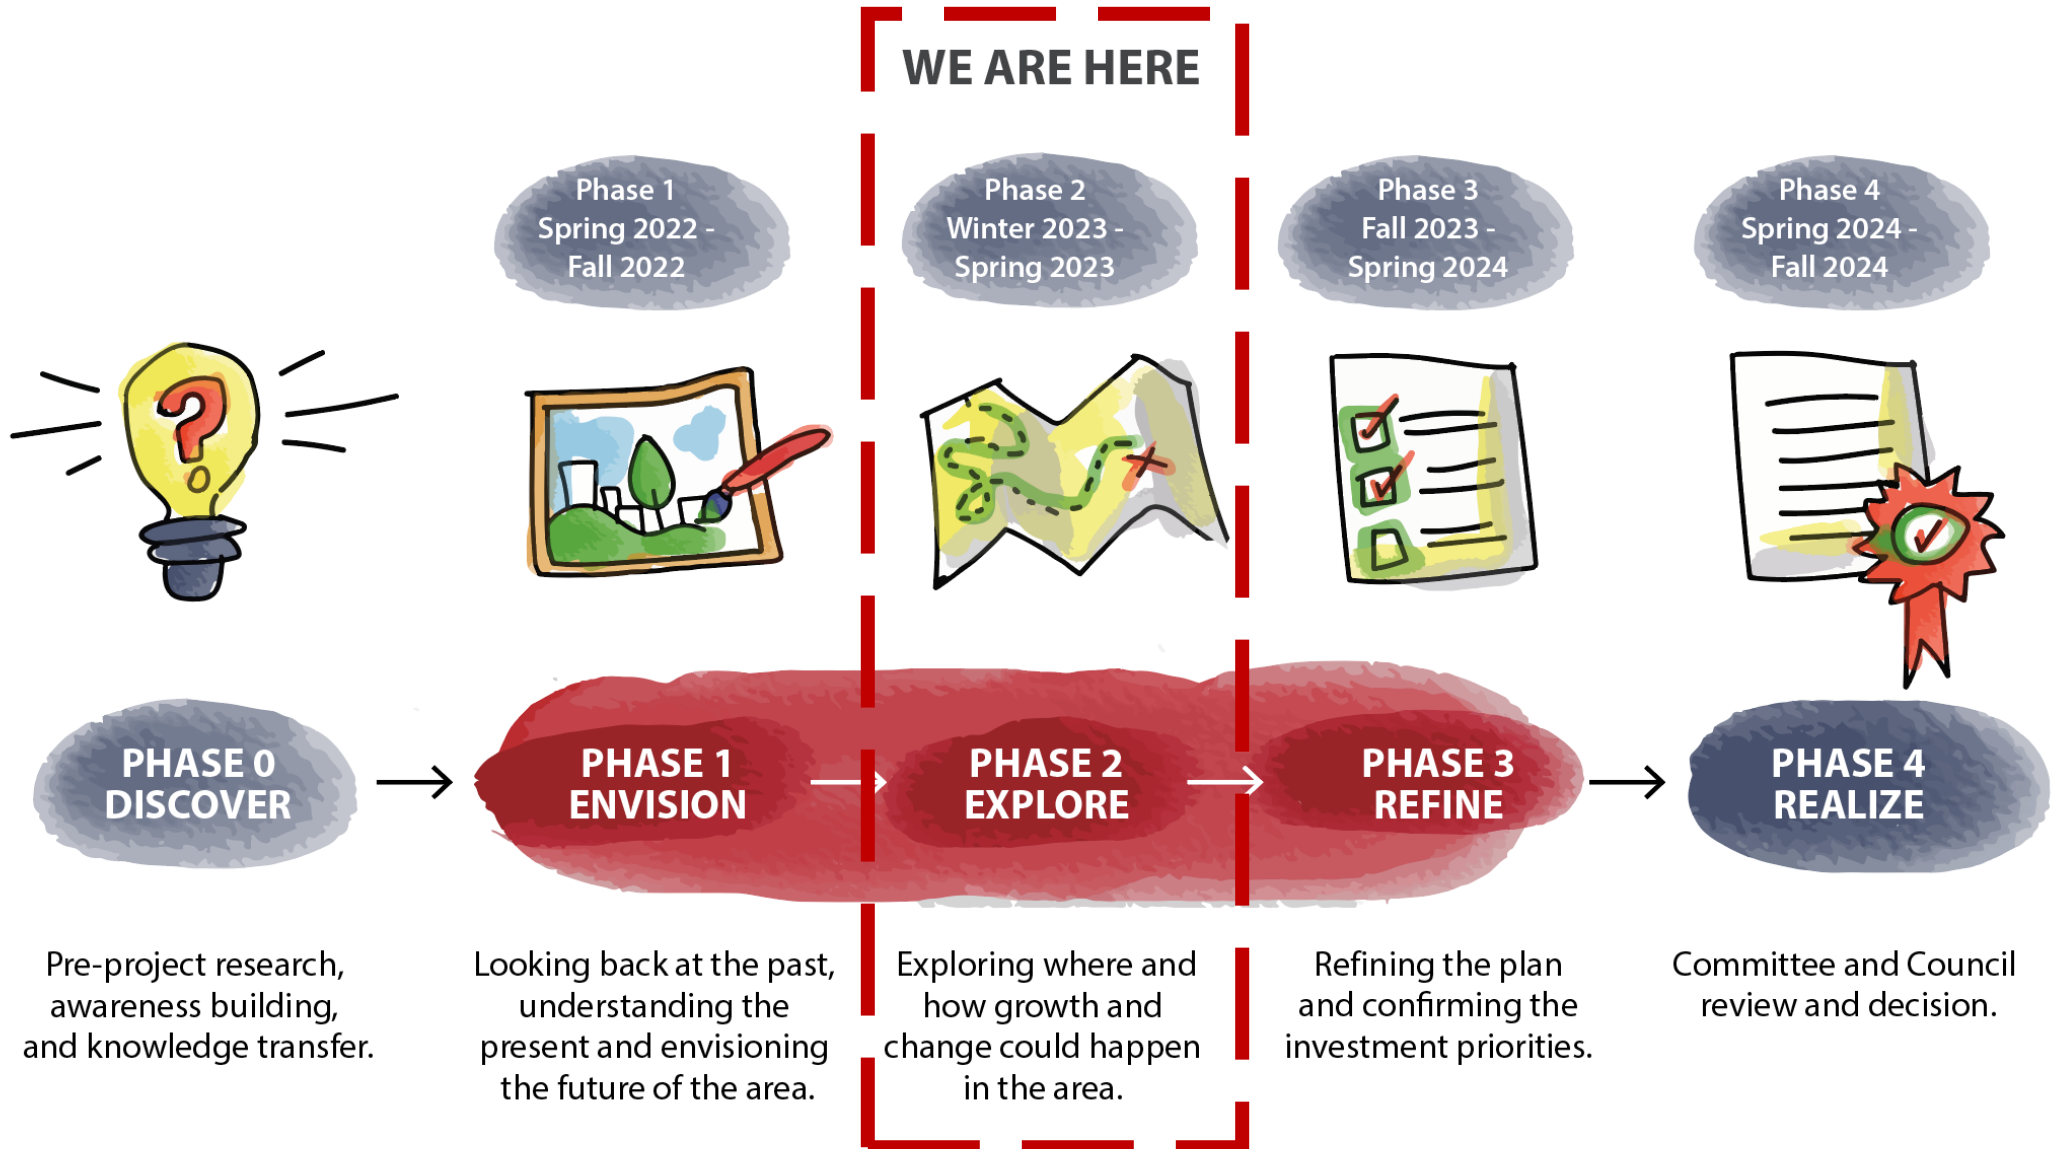 WE ARE HERE
Phase 1
Spring 2022 -
Fall 2022
Phase 2
Winter 2023 -
Spring 2023
Phase 3
Fall 2023 -
Spring 2024
Phase 4
Spring 2024 -
Fall 2024
?
PHASE 0
DISCOVER
PHASE 1
ENVISION
PHASE 2
EXPLORE
PHASE 3
REFINE
PHASE 4
REALIZE
Pre-project research,
awareness building,
and knowledge transfer.
Looking back at the past,
understanding the
present and envisioning
the future of the area.
Exploring where and
how growth and
change could happen
in the area.
Refining the plan
and confirming the
investment priorities.
Committee and Council
review and decision.